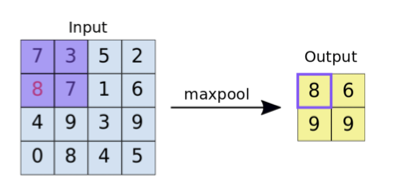 Input
7 3 5 2
8 7 1 6
4 9 3 9
0 8 4 5
maxpool
Output
8 6
9 9